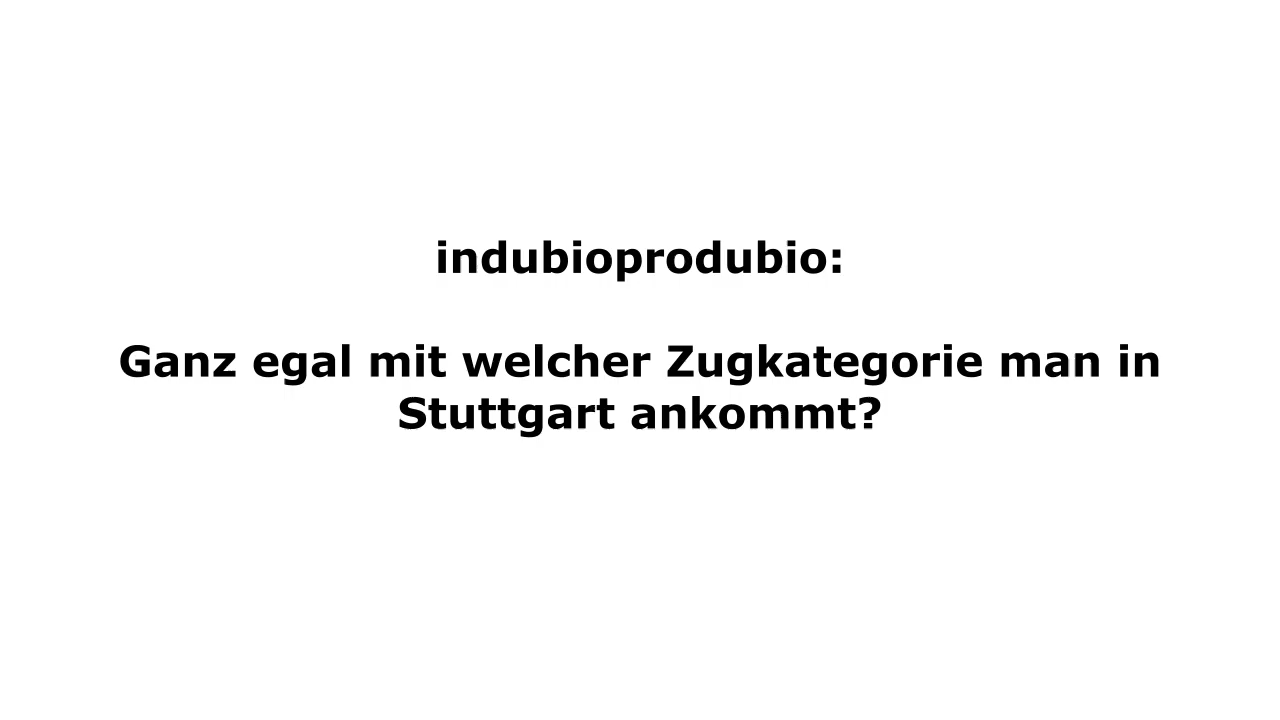 indubioprodubio:
Ganz egal mit welcher Zugkategorie man in
Stuttgart ankommt?